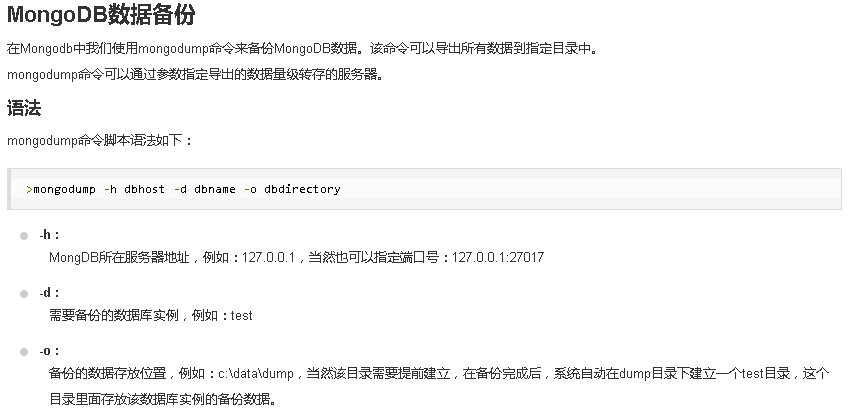 MongoDB数据备份
在Mongodb中我们使用mongodump命令来备份MongoDB数据。该命令可以导出所有数据到指定目录中。
mongodump命令可以通过参数指定导出的数据量级转存的服务器。
语法
mongodump命令脚本语法如下：
>mongodump -h dbhost -d dbname -o dbdirectory
-h：
MongDB所在服务器地址，例如：127.0.0.1，当然也可以指定端口号：127.0.0.1:27017
-d：
需要备份的数据库实例，例如：test
-o：
备份的数据存放位置，例如：c:\data\dump，当然该目录需要提前建立，在备份完成后，系统自动在dump目录下建立一个test目录，这个
目录里面存放该数据库实例的备份数据。